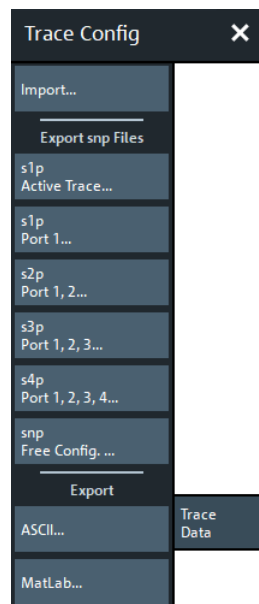 Trace Config
Import...
Export snp Files
s1p
Active Trace...
s1p
Port 1...
s2p
Port 1, 2...
s3p
Port 1, 2, 3...
s4p
Port 1, 2, 3, 4...
snp
Free Config. ...
Export
ASCII...
MatLab...
Trace
Data